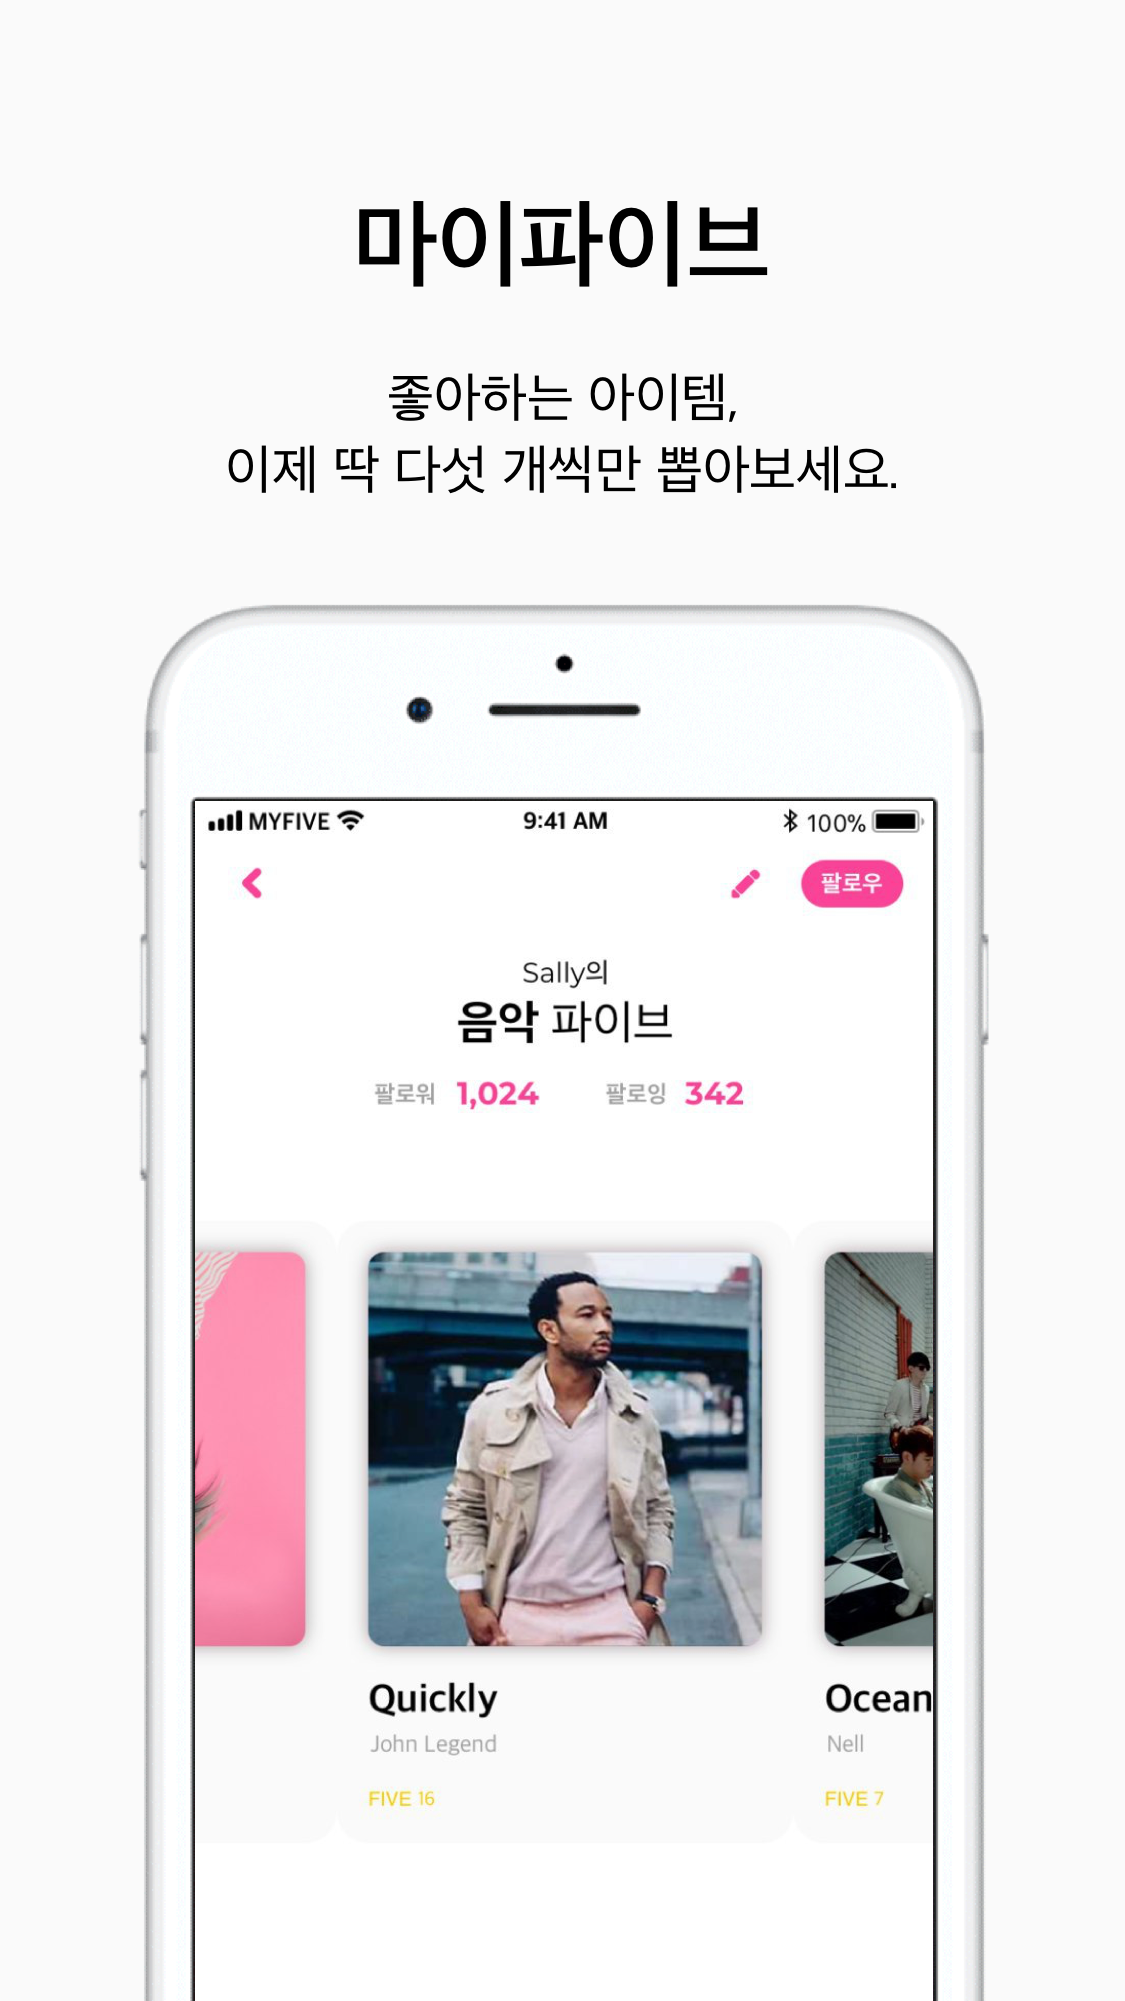 마이파이브
좋아하는 아이템,
이제 딱 다섯 개씩만 뽑아보세요.
MYFIVE 9:41 AM 100%
팔로우
Sally의
음악 파이브
팔로워 1,024 팔로잉 342
Quickly
John Legend
FIVE 16
Ocean
Nell
FIVE 7